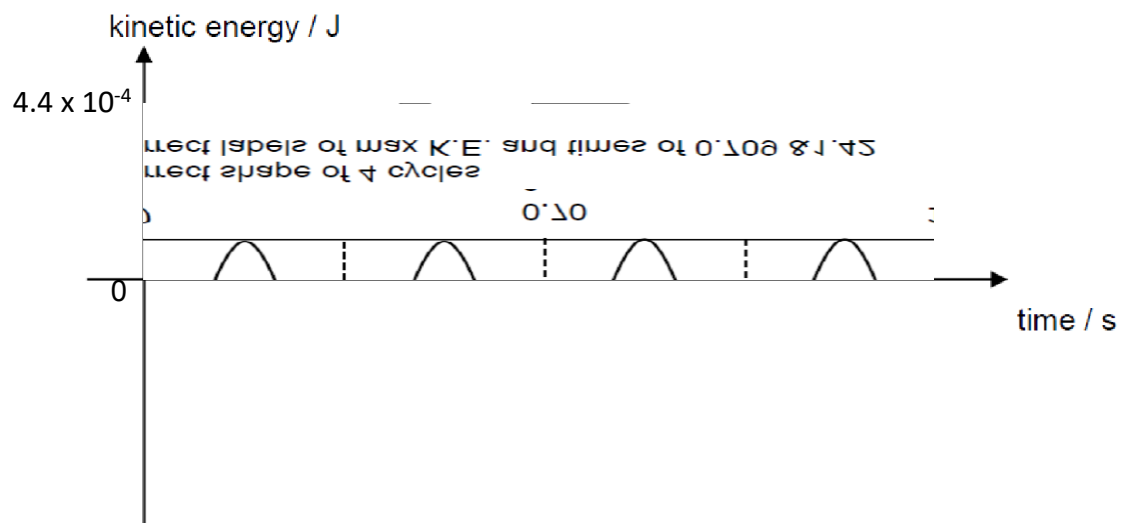 kinetic energy / J
4.4 x 10-4
rrect labels of max K.E. and times of 0.709 &1.42
rrect shape of 4 cycles
0.70
0
time / s